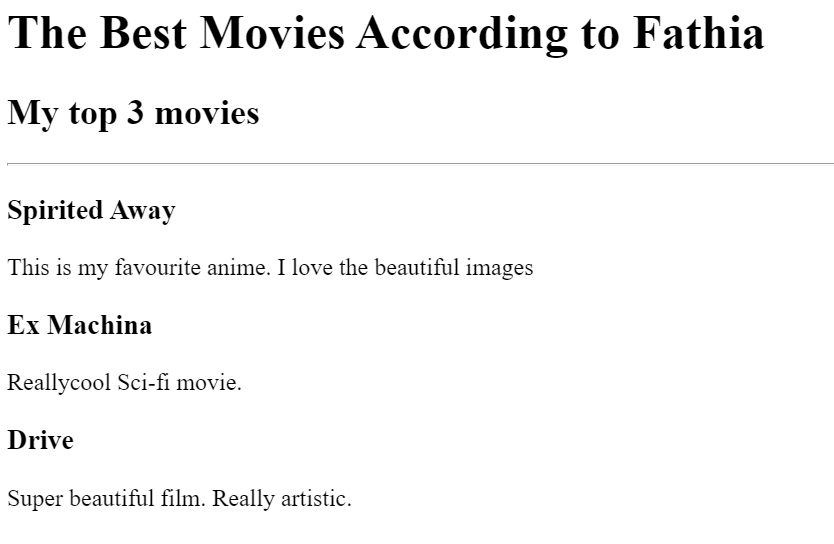 The Best Movies According to Fathia
My top 3 movies
Spirited Away
This is my favourite anime. I love the beautiful images
Ex Machina
Reallycool Sci-fi movie.
Drive
Super beautiful film. Really artistic.